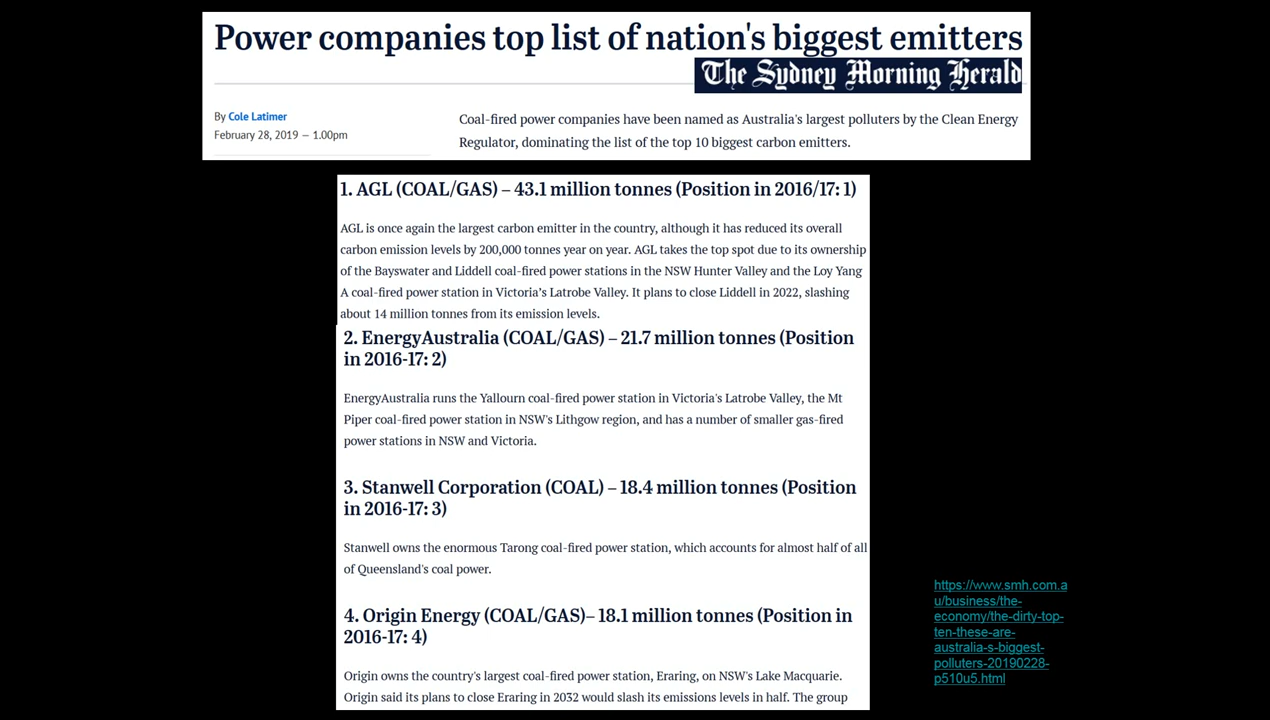 Power companies top list of nation's biggest emitters
The Sydney Morning Herald
By Cole Latimer
February 28, 2019 — 1.00pm
Coal-fired power companies have been named as Australia's largest polluters by the Clean Energy
Regulator, dominating the list of the top 10 biggest carbon emitters.
1. AGL (COAL/GAS) – 43.1 million tonnes (Position in 2016/17: 1)
AGL is once again the largest carbon emitter in the country, although it has reduced its overall
carbon emission levels by 200,000 tonnes year on year. AGL takes the top spot due to its ownership
of the Bayswater and Liddell coal-fired power stations in the NSW Hunter Valley and the Loy Yang
A coal-fired power station in Victoria’s Latrobe Valley. It plans to close Liddell in 2022, slashing
about 14 million tonnes from its emission levels.
2. EnergyAustralia (COAL/GAS) – 21.7 million tonnes (Position
in 2016-17: 2)
EnergyAustralia runs the Yallourn coal-fired power station in Victoria's Latrobe Valley, the Mt
Piper coal-fired power station in NSW's Lithgow region, and has a number of smaller gas-fired
power stations in NSW and Victoria.
3. Stanwell Corporation (COAL) – 18.4 million tonnes (Position
in 2016-17: 3)
Stanwell owns the enormous Tarong coal-fired power station, which accounts for almost half of all
of Queensland's coal power.
4. Origin Energy (COAL/GAS)– 18.1 million tonnes (Position in
2016-17: 4)
Origin owns the country's largest coal-fired power station, Eraring, on NSW's Lake Macquarie.
Origin said its plans to close Eraring in 2032 would slash its emissions levels in half. The group
https://www.smh.com.a
u/business/the-
economy/the-dirty-top-
ten-these-are-
australia-s-biggest-
polluters-20190228-
p510u5.html